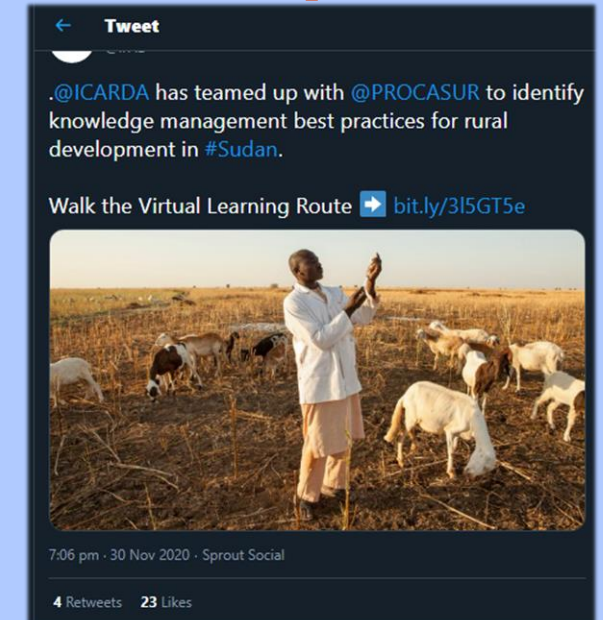 Tweet
.@ICARDA has teamed up with @PROCASUR to identify
knowledge management best practices for rural
development in #Sudan.
Walk the Virtual Learning Route ➡ bit.ly/3l5GT5e
7:06 pm · 30 Nov 2020 · Sprout Social
4 Retweets 23 Likes